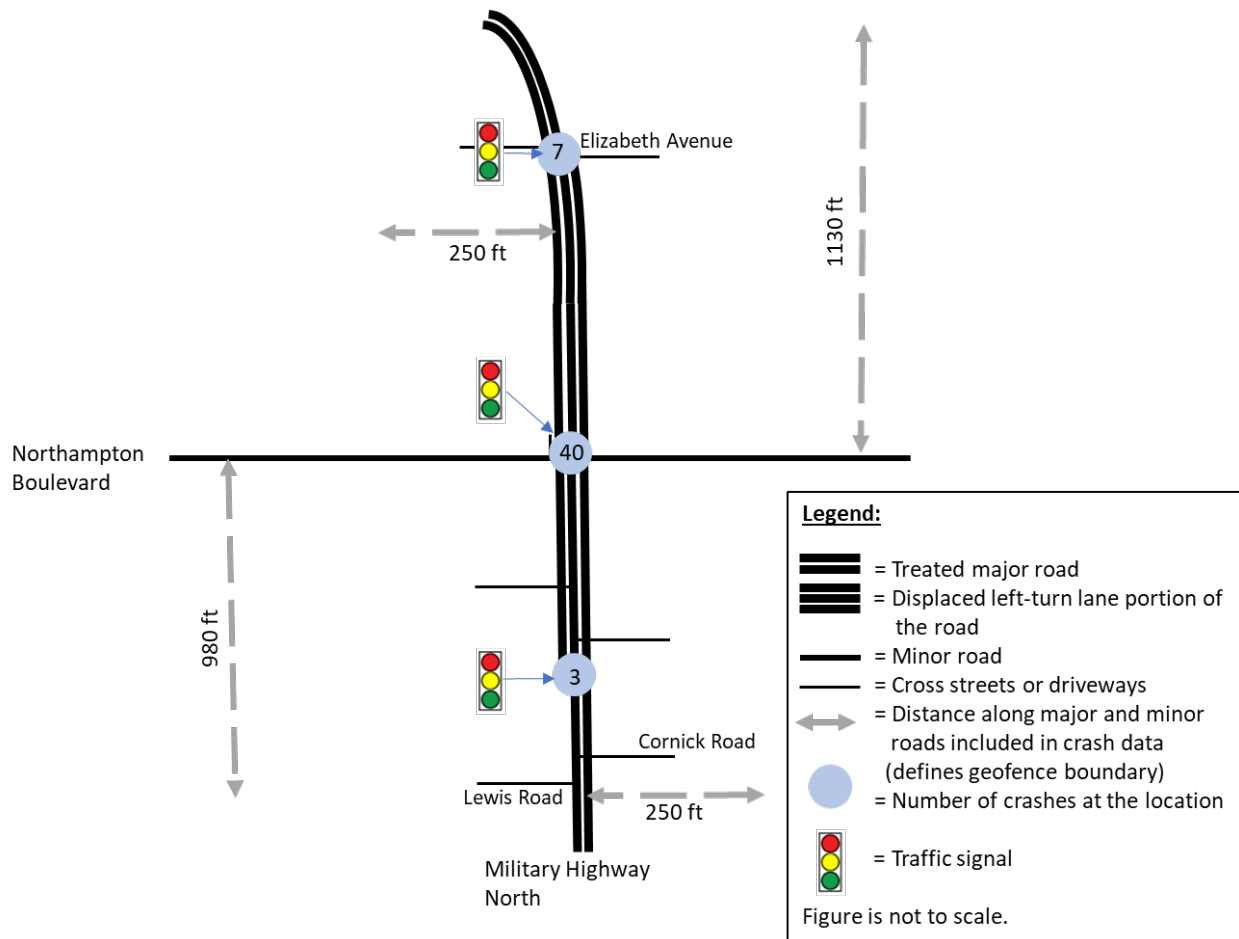 Elizabeth Avenue
7
250 ft
1130 ft
40
Northampton
Boulevard
980 ft
3
Cornick Road
Lewis Road
250 ft
Military Highway
North
Legend:
= Treated major road
= Displaced left-turn lane portion of
the road
= Minor road
= Cross streets or driveways
= Distance along major and minor
roads included in crash data
(defines geofence boundary)
= Number of crashes at the location
= Traffic signal
Figure is not to scale.